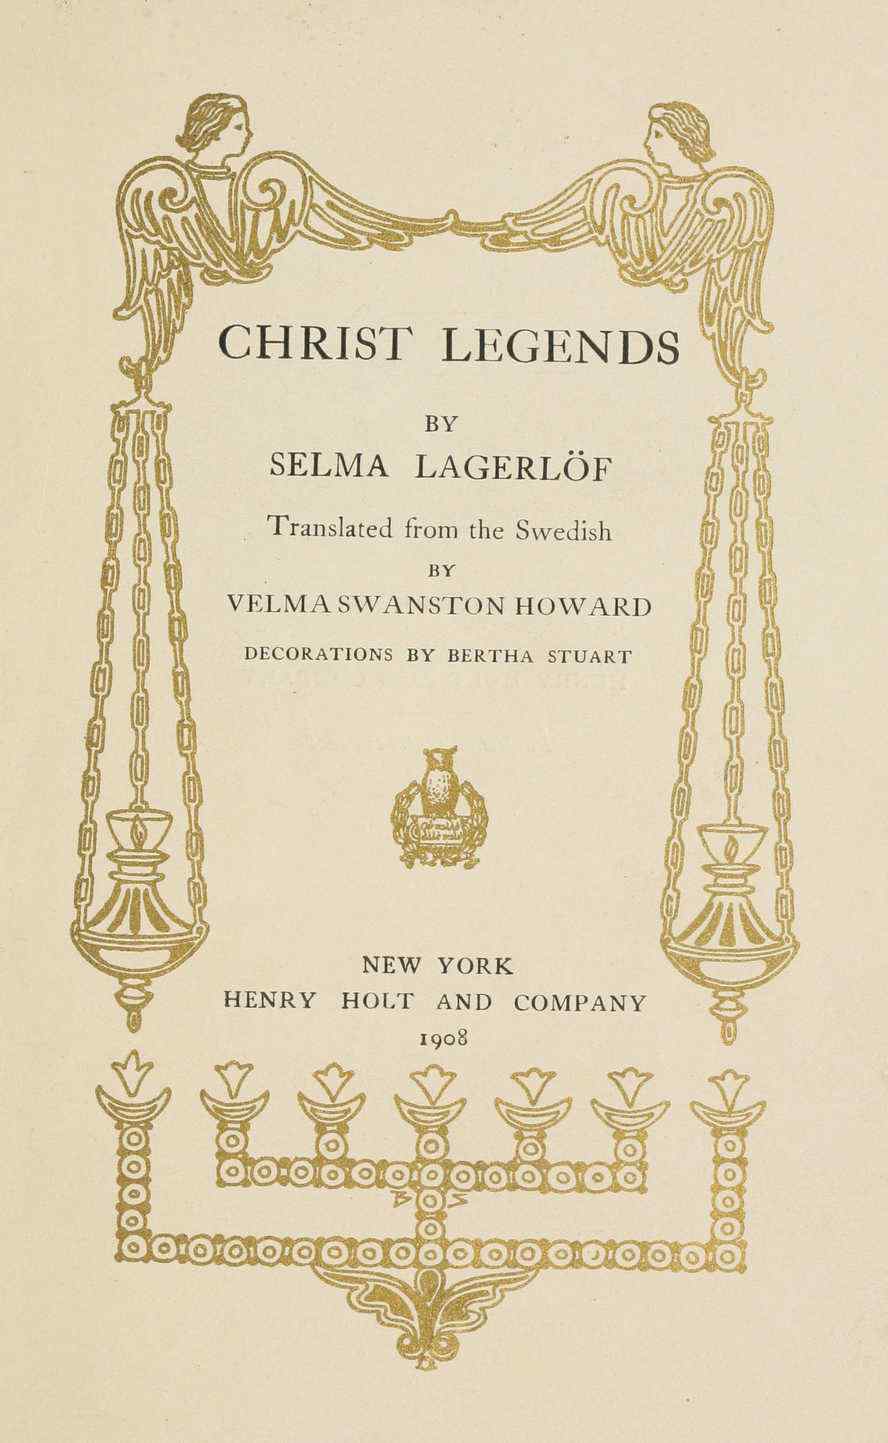 CHRIST LEGENDS
BY
SELMA LAGERLÖF
Translated from the Swedish
BY
VELMA SWANSTON HOWARD
DECORATIONS BY BERTHA STUART
NEW YORK
HENRY HOLT AND COMPANY
1908
B S